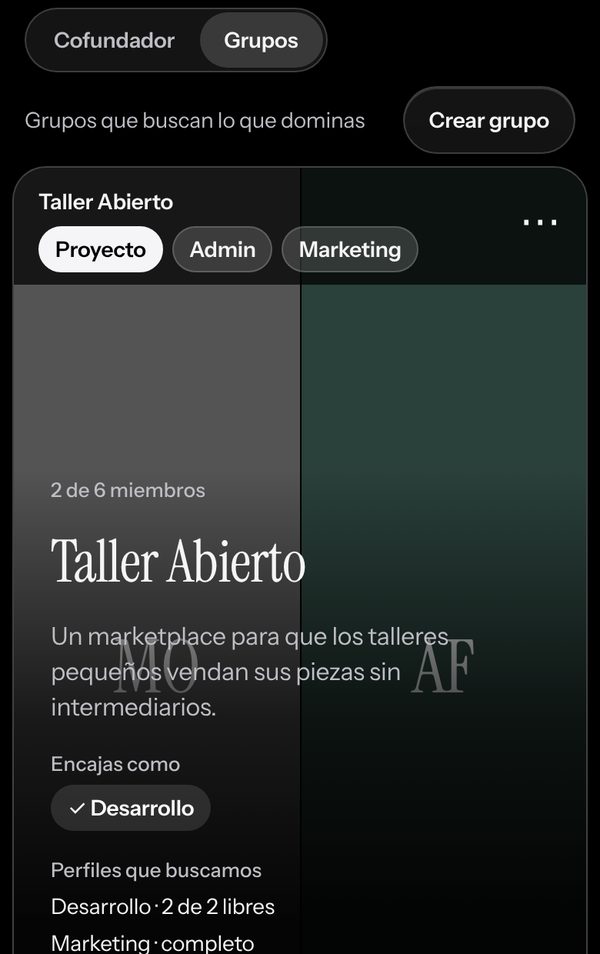 Cofundador Grupos
Grupos que buscan lo que dominas
Crear grupo
Taller Abierto
...
Proyecto Admin Marketing
2 de 6 miembros
Taller Abierto
Un marketplace para que los talleres
pequeños vendan sus piezas sin
intermediarios.
MO AF
Encajas como
✓ Desarrollo
Perfiles que buscamos
Desarrollo · 2 de 2 libres
Marketing · completo